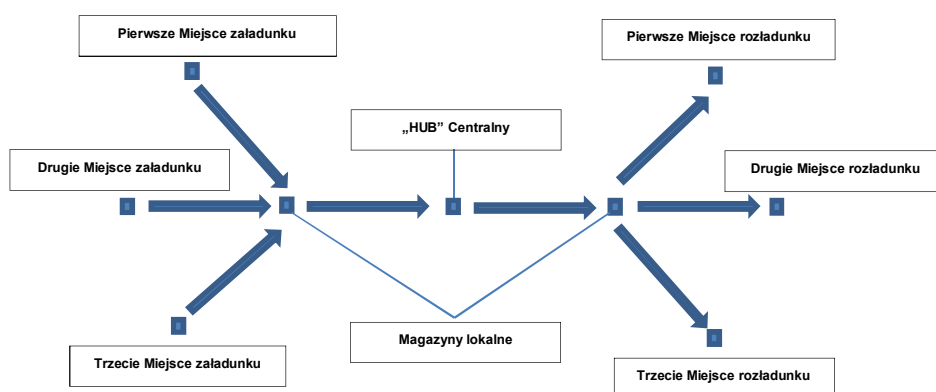 Pierwsze Miejsce załadunku
Pierwsze Miejsce rozładunku
„HUB” Centralny
Drugie Miejsce załadunku
Drugie Miejsce rozładunku
Magazyny lokalne
Trzecie Miejsce załadunku
Trzecie Miejsce rozładunku